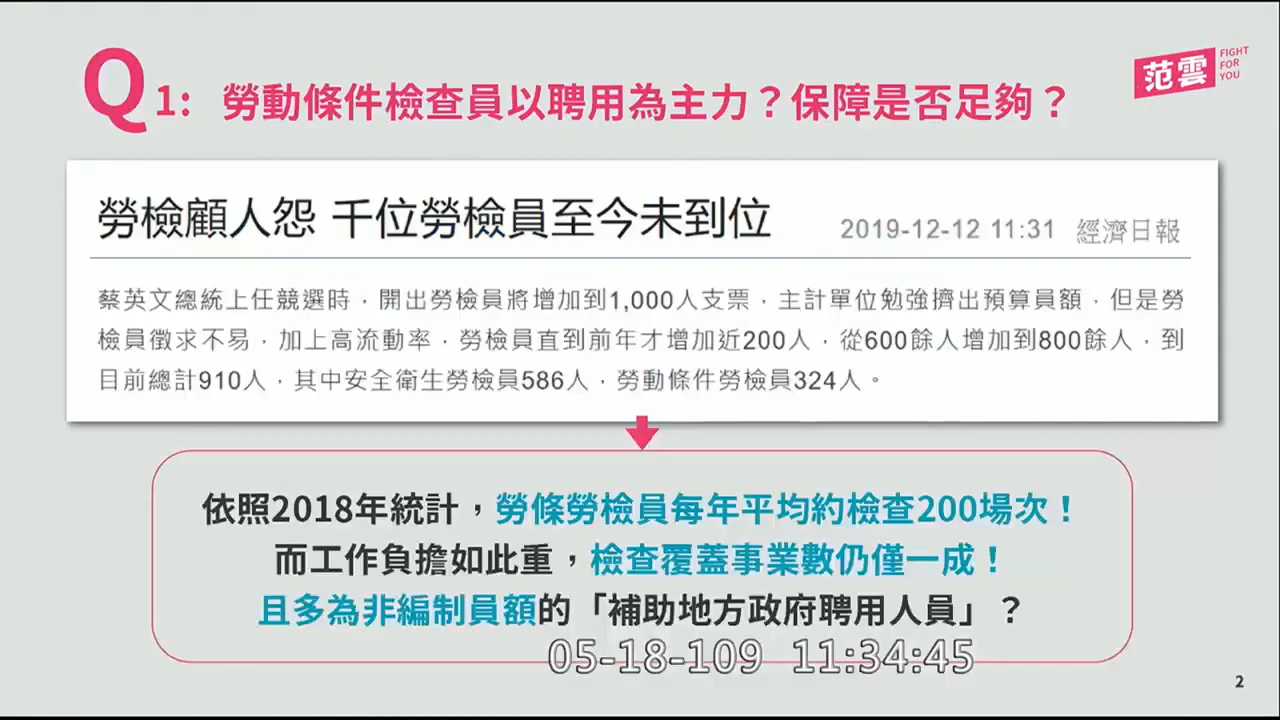 Q1: 勞動條件檢查員以聘用為主力？保障是否足夠？
范雲
FIGHT
FOR
YOU
勞檢顧人怨 千位勞檢員至今未到位
2019-12-12 11:31 經濟日報
蔡英文總統上任競選時，開出勞檢員將增加到1,000人支票，主計單位勉強擠出預算員額，但是勞
檢員徵求不易，加上高流動率，勞檢員直到前年才增加近200人，從600餘人增加到800餘人，到
目前總計910人，其中安全衛生勞檢員586人，勞動條件勞檢員324人。
依照2018年統計，勞條勞檢員每年平均約檢查200場次！
而工作負擔如此重，檢查覆蓋事業數仍僅一成！
且多為非編制員額的「補助地方政府聘用人員」？
05-18-109 11:34:45
2